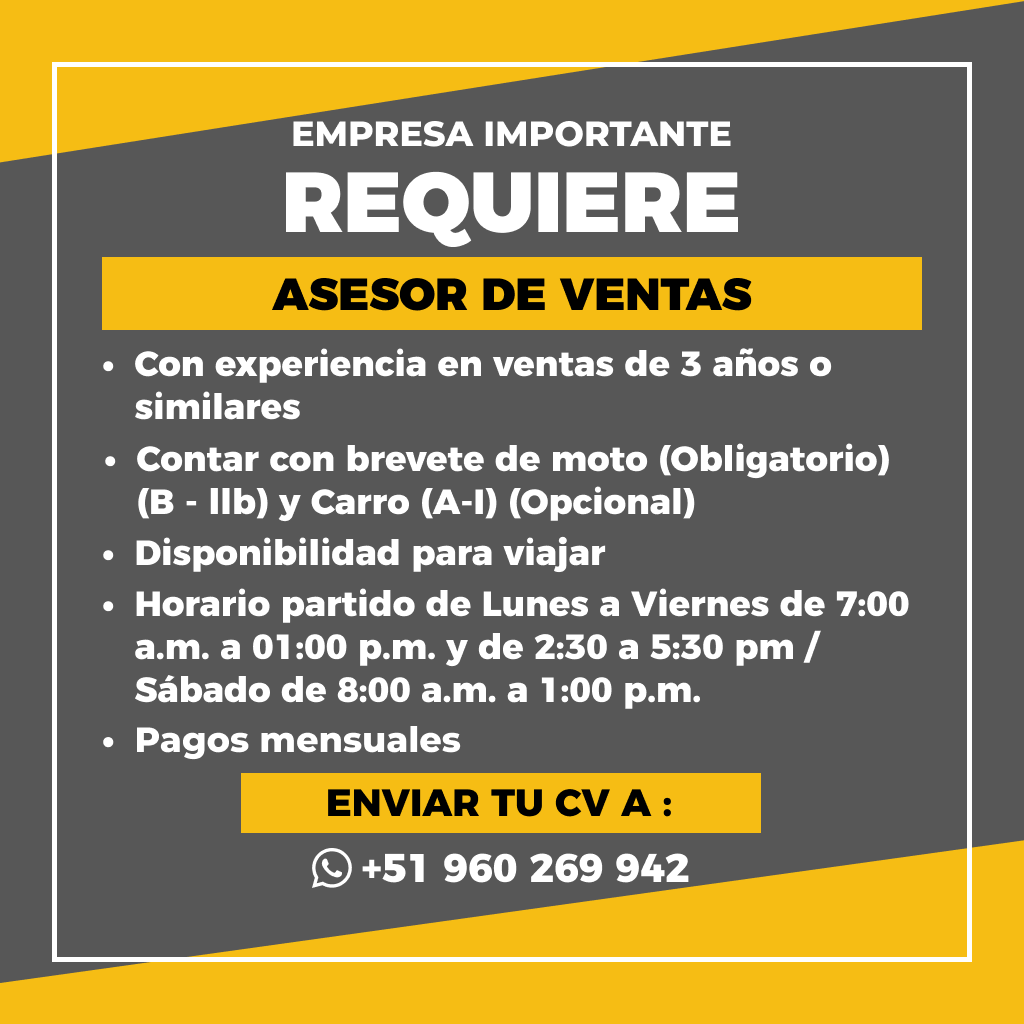 EMPRESA IMPORTANTE
REQUIERE
ASESOR DE VENTAS
• Con experiencia en ventas de 3 años o
similares
• Contar con brevete de moto (Obligatorio)
(B - llb) y Carro (A-I) (Opcional)
• Disponibilidad para viajar
• Horario partido de Lunes a Viernes de 7:00
a.m. a 01:00 p.m. y de 2:30 a 5:30 pm /
Sábado de 8:00 a.m. a 1:00 p.m.
• Pagos mensuales
ENVIAR TU CV A :
+51 960 269 942